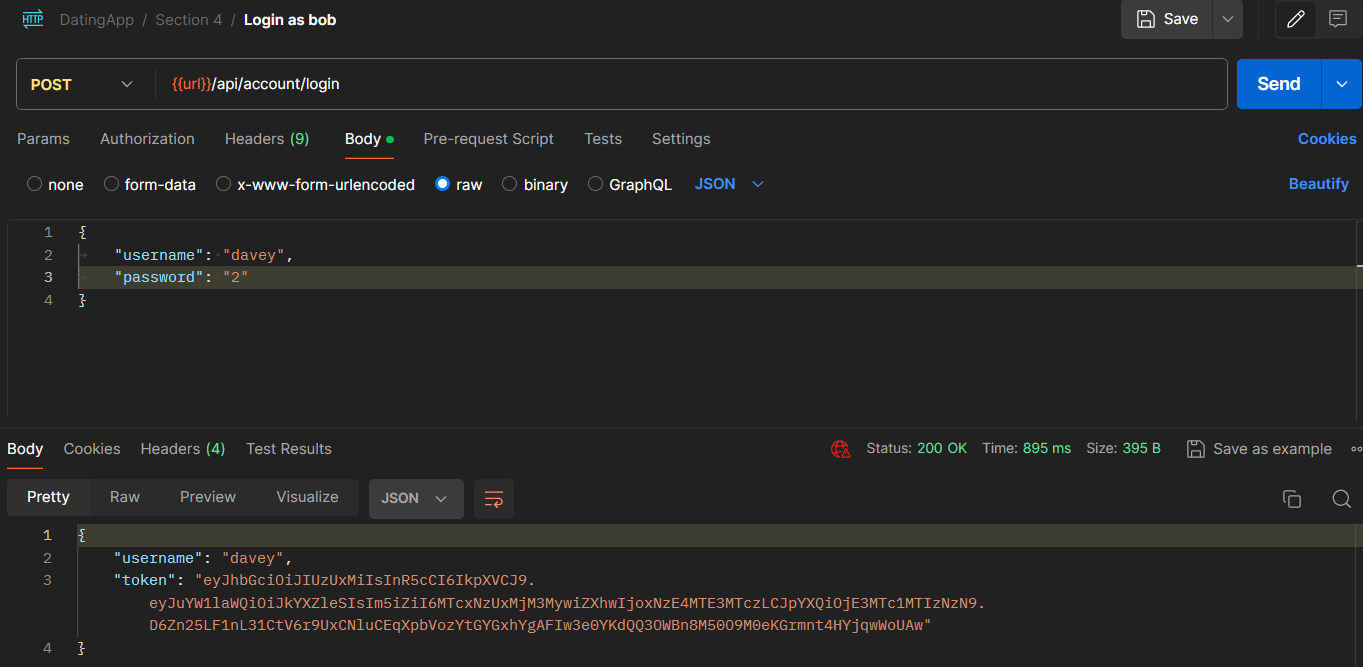 HTTP DatingApp / Section 4 / Login as bob Save
POST {{url}}/api/account/login Send
Params Authorization Headers (9) Body Pre-request Script Tests Settings Cookies
none form-data x-www-form-urlencoded raw binary GraphQL JSON Beautify
1 {
2 "username": "davey",
3 "password": "2"
4 }
Body Cookies Headers (4) Test Results Status: 200 OK Time: 895 ms Size: 395 B Save as example
Pretty Raw Preview Visualize JSON
1 {
2 "username": "davey",
3 "token": "eyJhbGciOiJIUzUxMiIsInR5cCI6IkpXVCJ9.
eyJuYW1laWQiOiJkYXZleSIsIm5iZiI6MTcxNzUxMjM3MywiZXhwIjoxNzE4MTE3MTczLCJpYXQiOjE3MTc1MTIzNzN9.
D6Zn25LF1nL31CtV6r9UxCNluCEqXpbVozYtGYGxhYgAFIw3e0YKdQQ3OWBn8M50O9M0eKGrmnt4HYjqwWoUAw"
4 }